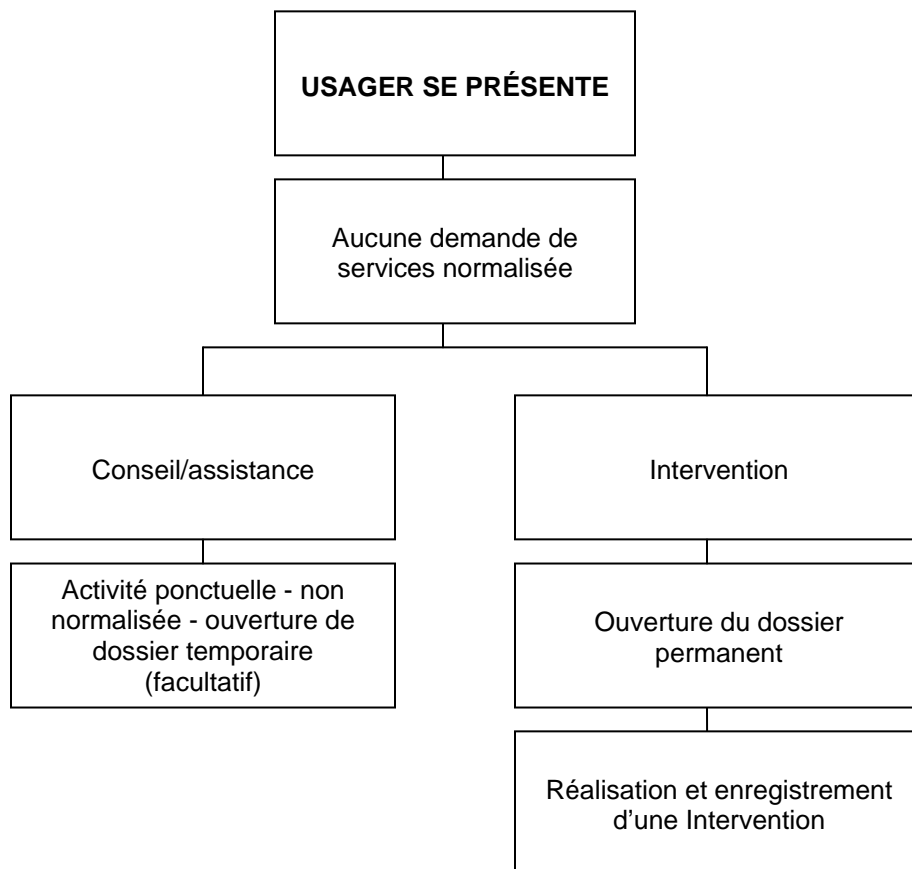 USAGER SE PRÉSENTE
Aucune demande de
services normalisée
Conseil/assistance
Intervention
Activité ponctuelle - non
normalisée - ouverture de
dossier temporaire
(facultatif)
Ouverture du dossier
permanent
Réalisation et enregistrement
d’une Intervention